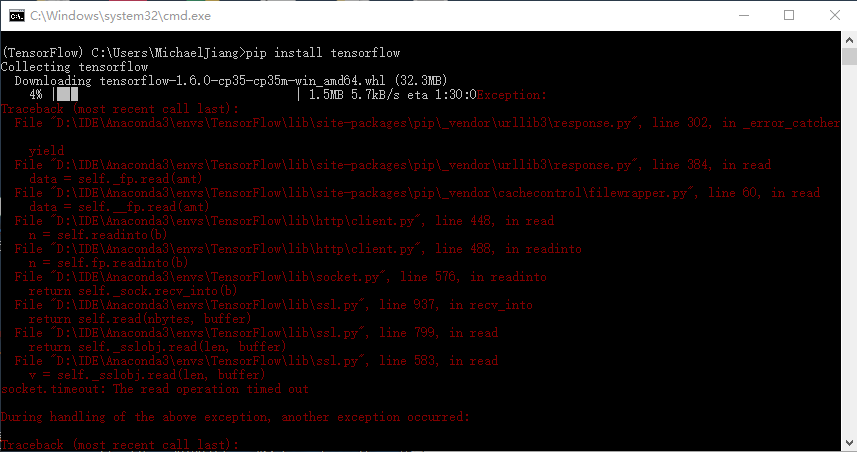 C:\Windows\system32\cmd.exe
(TensorFlow) C:\Users\MichaelJiang>pip install tensorflow
Collecting tensorflow
Downloading tensorflow-1.6.0-cp35-cp35m-win_amd64.whl (32.3MB)
4% |██ | 1.5MB 5.7kB/s eta 1:30:0Exception:
Traceback (most recent call last):
File "D:\IDE\Anaconda3\envs\TensorFlow\lib\site-packages\pip\_vendor\urllib3\response.py", line 302, in _error_catcher
yield
File "D:\IDE\Anaconda3\envs\TensorFlow\lib\site-packages\pip\_vendor\urllib3\response.py", line 384, in read
data = self._fp.read(amt)
File "D:\IDE\Anaconda3\envs\TensorFlow\lib\site-packages\pip\_vendor\cachecontrol\filewrapper.py", line 60, in read
data = self.__fp.read(amt)
File "D:\IDE\Anaconda3\envs\TensorFlow\lib\http\client.py", line 448, in read
n = self.readinto(b)
File "D:\IDE\Anaconda3\envs\TensorFlow\lib\http\client.py", line 488, in readinto
n = self.fp.readinto(b)
File "D:\IDE\Anaconda3\envs\TensorFlow\lib\socket.py", line 576, in readinto
return self._sock.recv_into(b)
File "D:\IDE\Anaconda3\envs\TensorFlow\lib\ssl.py", line 937, in recv_into
return self.read(nbytes, buffer)
File "D:\IDE\Anaconda3\envs\TensorFlow\lib\ssl.py", line 799, in read
return self._sslobj.read(len, buffer)
File "D:\IDE\Anaconda3\envs\TensorFlow\lib\ssl.py", line 583, in read
v = self._sslobj.read(len, buffer)
socket.timeout: The read operation timed out
During handling of the above exception, another exception occurred:
Traceback (most recent call last):